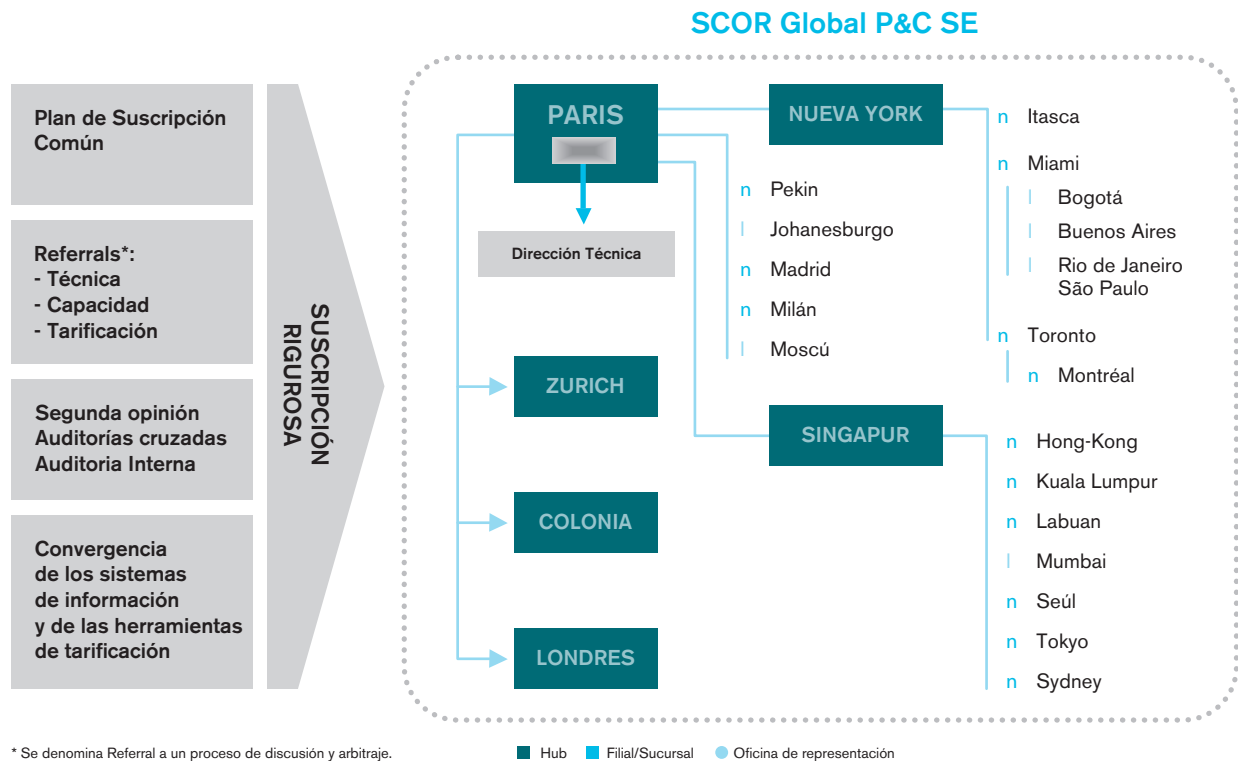 SCOR Global P&C SE
Plan de Suscripción
Común
Referrals*:
- Técnica
- Capacidad
- Tarificación
Segunda opinión
Auditorías cruzadas
Auditoria Interna
Convergencia
de los sistemas
de información
y de las herramientas
de tarificación
SUSCRIPCIÓN
RIGUROSA
PARIS
Dirección Técnica
ZURICH
COLONIA
LONDRES
n Pekin
l Johanesburgo
n Madrid
n Milán
l Moscú
NUEVA YORK
n Itasca
n Miami
l Bogotá
l Buenos Aires
l Rio de Janeiro
São Paulo
n Toronto
n Montréal
SINGAPUR
n Hong-Kong
n Kuala Lumpur
n Labuan
l Mumbai
n Seúl
n Tokyo
n Sydney
* Se denomina Referral a un proceso de discusión y arbitraje.
Hub Filial/Sucursal Oficina de representación